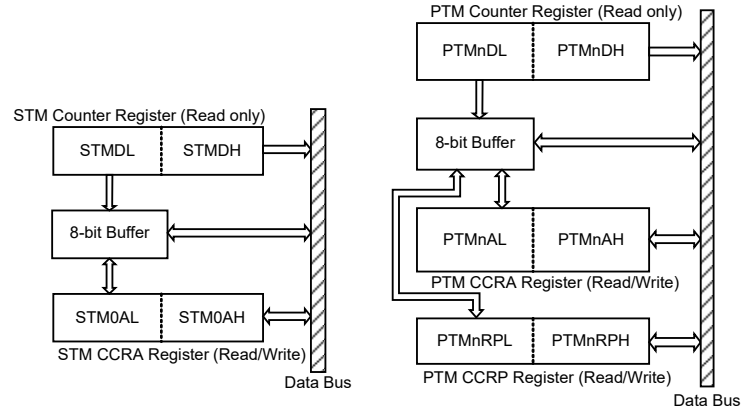 STM Counter Register (Read only)
STMDL STMDH
8-bit Buffer
STM0AL STM0AH
STM CCRA Register (Read/Write)
Data Bus
PTM Counter Register (Read only)
PTMnDL PTMnDH
8-bit Buffer
PTMnAL PTMnAH
PTM CCRA Register (Read/Write)
PTMnRPL PTMnRPH
PTM CCRP Register (Read/Write)
Data Bus